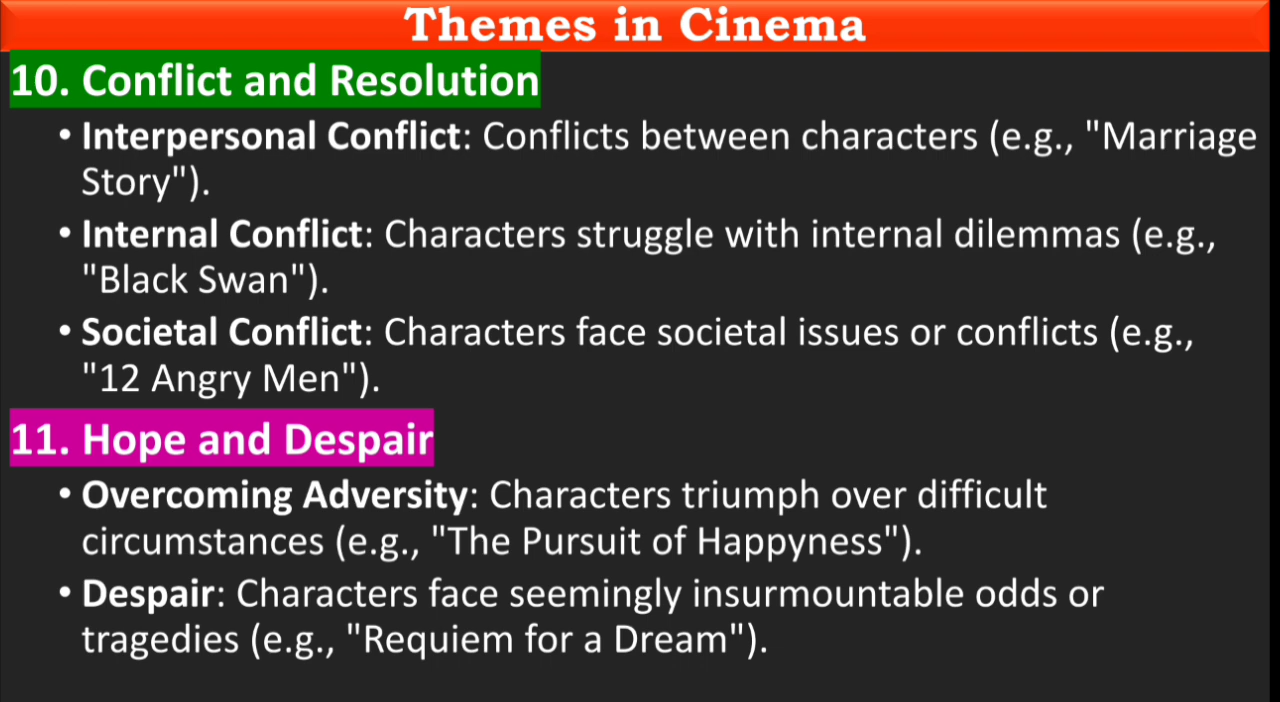 Themes in Cinema
10. Conflict and Resolution
• Interpersonal Conflict: Conflicts between characters (e.g., "Marriage
Story").
• Internal Conflict: Characters struggle with internal dilemmas (e.g.,
"Black Swan").
• Societal Conflict: Characters face societal issues or conflicts (e.g.,
"12 Angry Men").
11. Hope and Despair
• Overcoming Adversity: Characters triumph over difficult
circumstances (e.g., "The Pursuit of Happyness").
• Despair: Characters face seemingly insurmountable odds or
tragedies (e.g., "Requiem for a Dream").